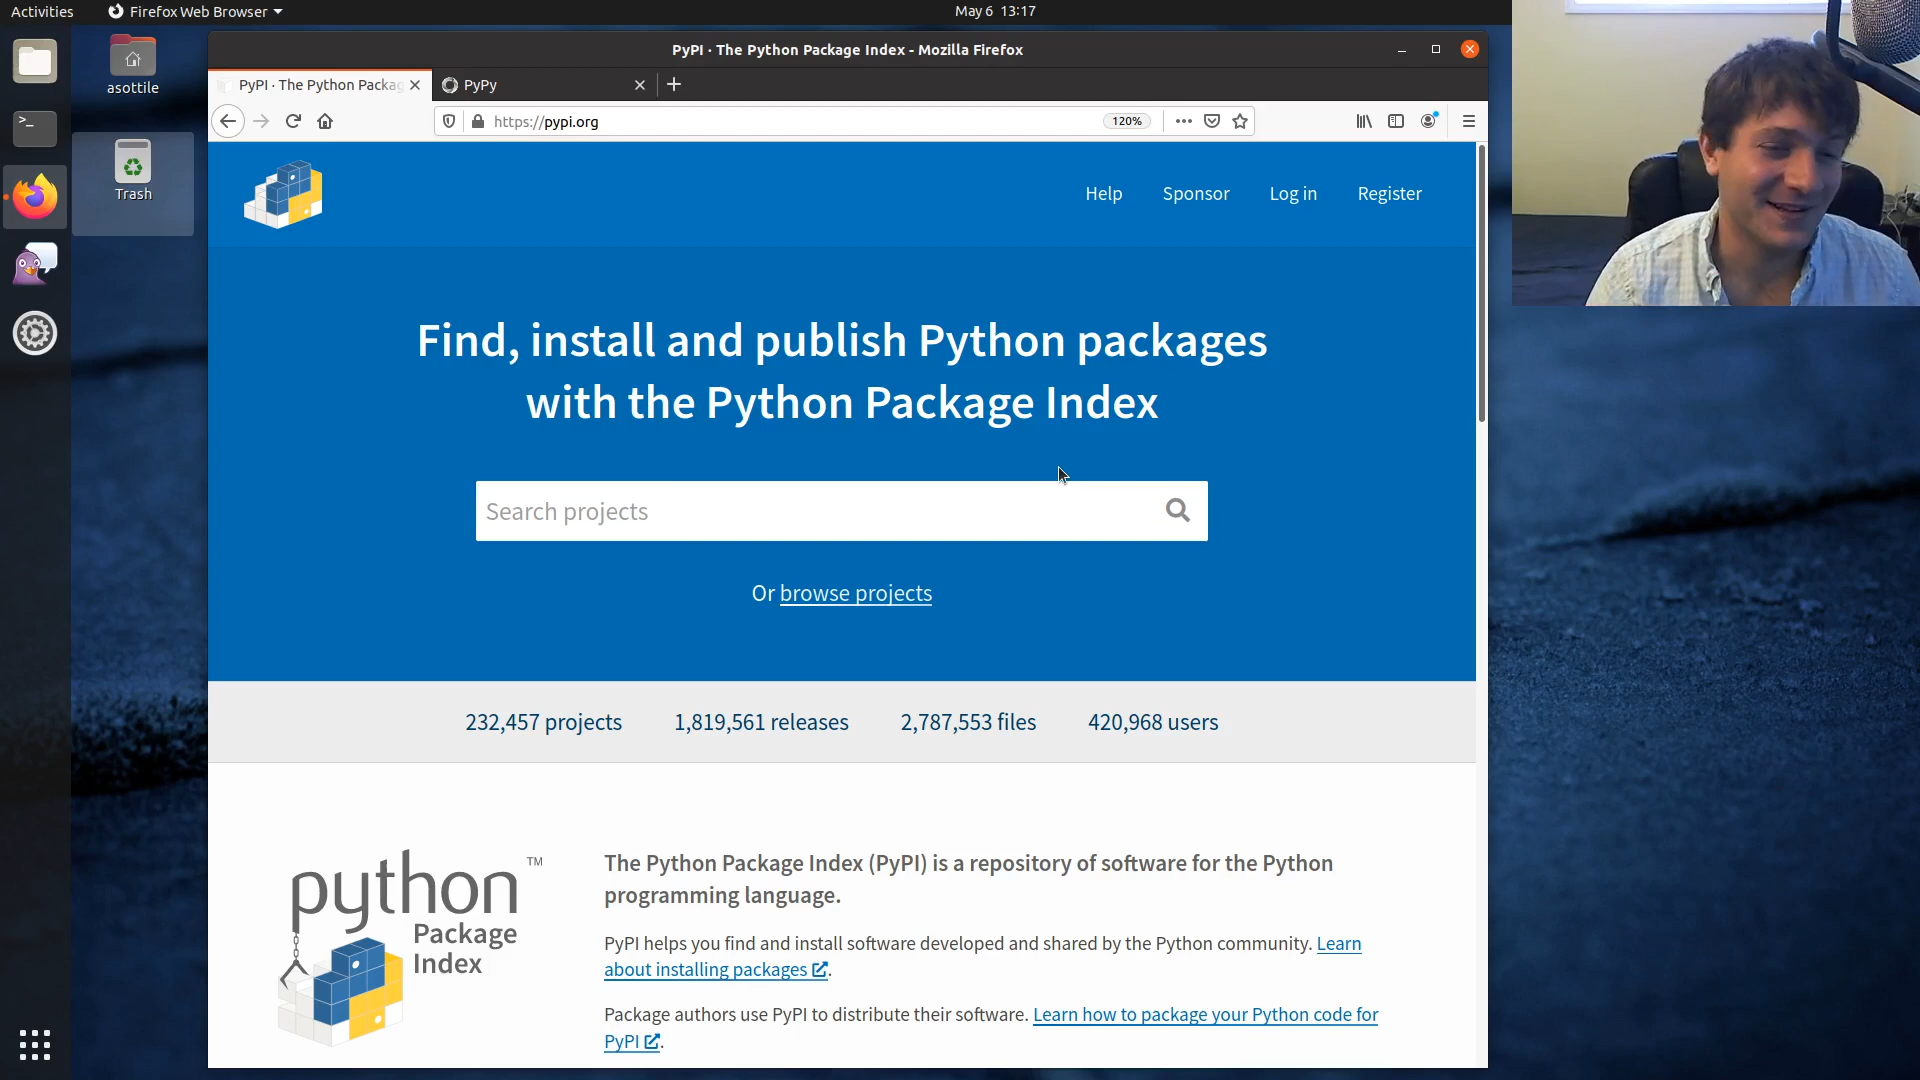 Activities
Firefox Web Browser
May 6 13:17
asottile
Trash
PyPI · The Python Package Index - Mozilla Firefox
PyPI · The Python Packag
PyPy
https://pypi.org
120%
Help
Sponsor
Log in
Register
Find, install and publish Python packages
with the Python Package Index
Search projects
Or browse projects
232,457 projects
1,819,561 releases
2,787,553 files
420,968 users
python
TM
Package
Index
The Python Package Index (PyPI) is a repository of software for the Python
programming language.
PyPI helps you find and install software developed and shared by the Python community. Learn
about installing packages.
Package authors use PyPI to distribute their software. Learn how to package your Python code for
PyPI.